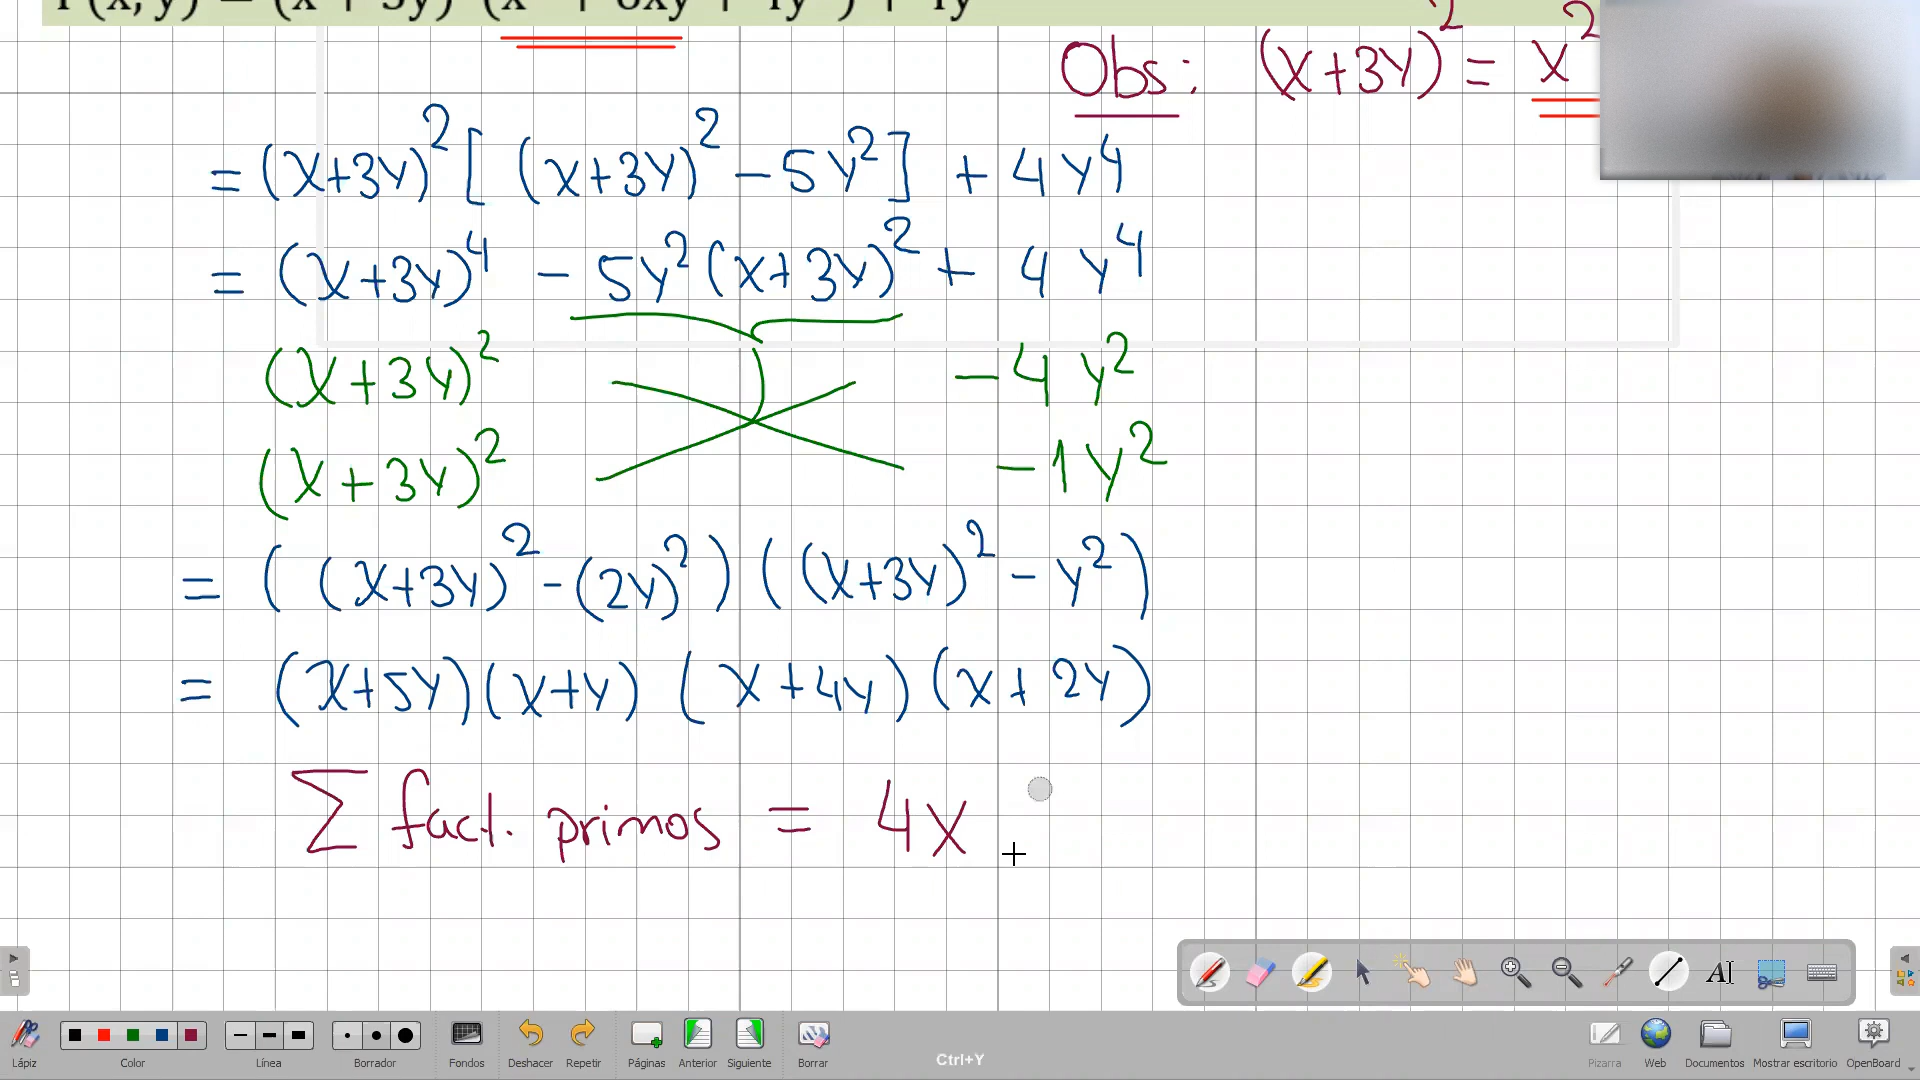 Obs: (x+3y)² = x²
= (x+3y)² [ (x+3y)² - 5y² ] + 4y⁴
= (x+3y)⁴ - 5y² (x+3y)² + 4y⁴
(x+3y)² -4y²
(x+3y)² -1y²
= ( (x+3y)² - (2y)² ) ( (x+3y)² - y² )
= (x+5y) (x+y) (x+4y) (x+2y)
∑ fact. primos = 4x
Lápiz Color Línea Borrador Fondos Deshacer Repetir Páginas Anterior Siguiente Borrar Ctrl+Y Pizarra Web Documentos Mostrar escritorio OpenBoard